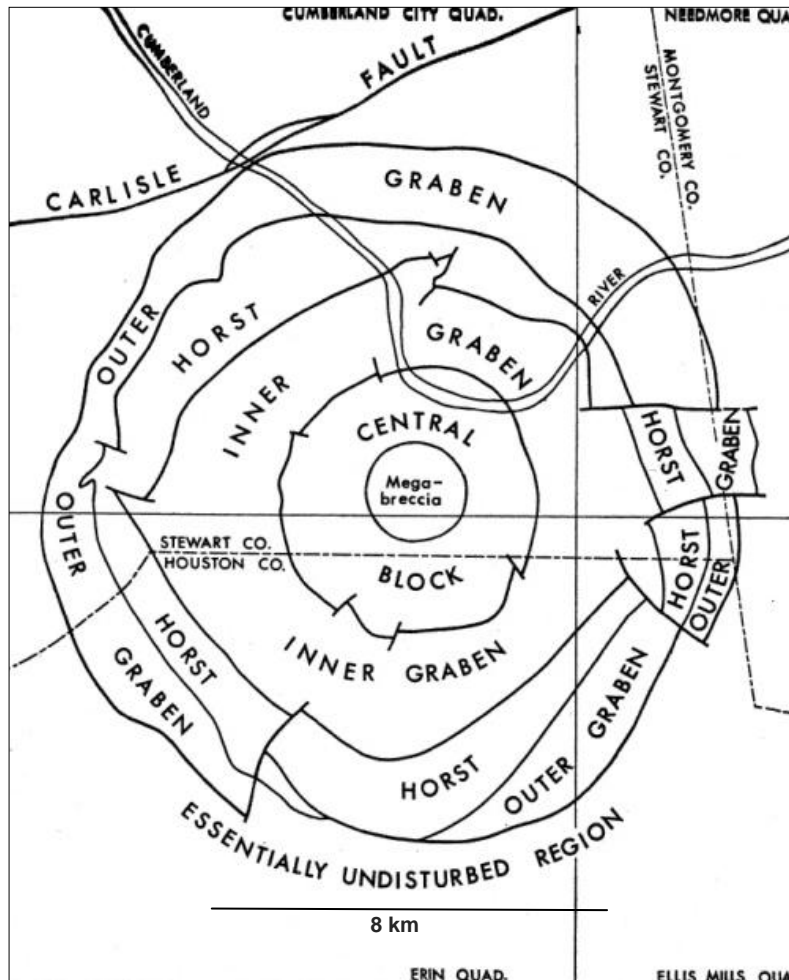 CUMBERLAND CITY QUAD.
NEEDMORE QUA
CUMBERLAND
FAULT
MONTGOMERY CO.
STEWART CO.
CARLISLE
GRABEN
OUTER
HORST
RIVER
GRABEN
INNER
CENTRAL
HORST
GRABEN
Mega-
breccia
OUTER
STEWART CO.
HOUSTON CO.
BLOCK
HORST
OUTER
HORST
GRABEN
INNER GRABEN
HORST
OUTER GRABEN
ESSENTIALLY UNDISTURBED REGION
8 km
ERIN QUAD.
ELLIS MILLS QUA